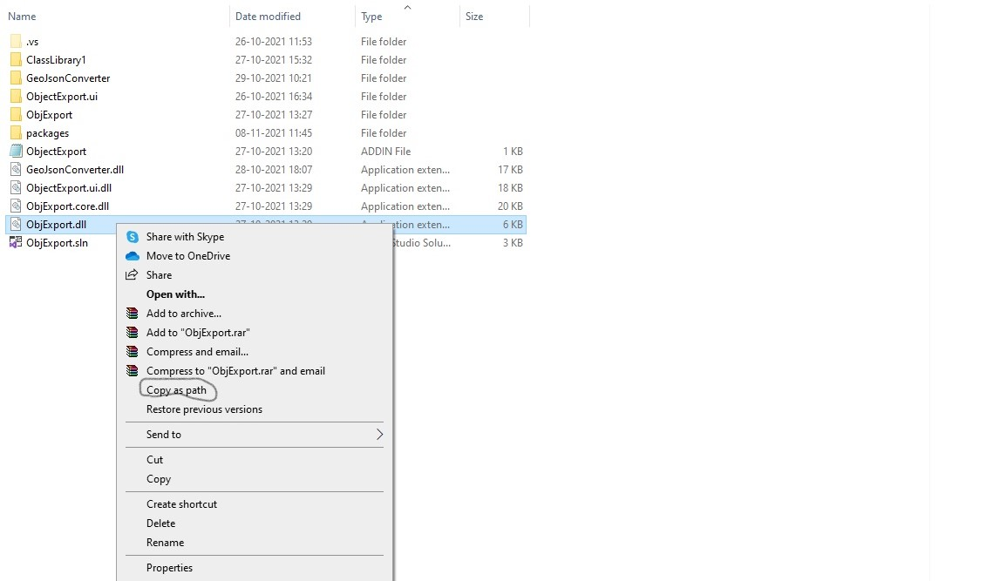 Name Date modified Type Size
.vs 26-10-2021 11:53 File folder
ClassLibrary1 27-10-2021 15:32 File folder
GeoJsonConverter 29-10-2021 10:21 File folder
ObjectExport.ui 26-10-2021 16:34 File folder
ObjExport 27-10-2021 13:27 File folder
packages 08-11-2021 11:45 File folder
ObjectExport 27-10-2021 13:20 ADDIN File 1 KB
GeoJsonConverter.dll 28-10-2021 18:07 Application exten... 17 KB
ObjectExport.ui.dll 27-10-2021 13:29 Application exten... 18 KB
ObjExport.core.dll 27-10-2021 13:29 Application exten... 20 KB
ObjExport.dll Application exten... 6 KB
ObjExport.sln Studio Solu... 3 KB
Share with Skype
Move to OneDrive
Share
Open with...
Add to archive...
Add to "ObjExport.rar"
Compress and email...
Compress to "ObjExport.rar" and email
Copy as path
Restore previous versions
Send to
Cut
Copy
Create shortcut
Delete
Rename
Properties